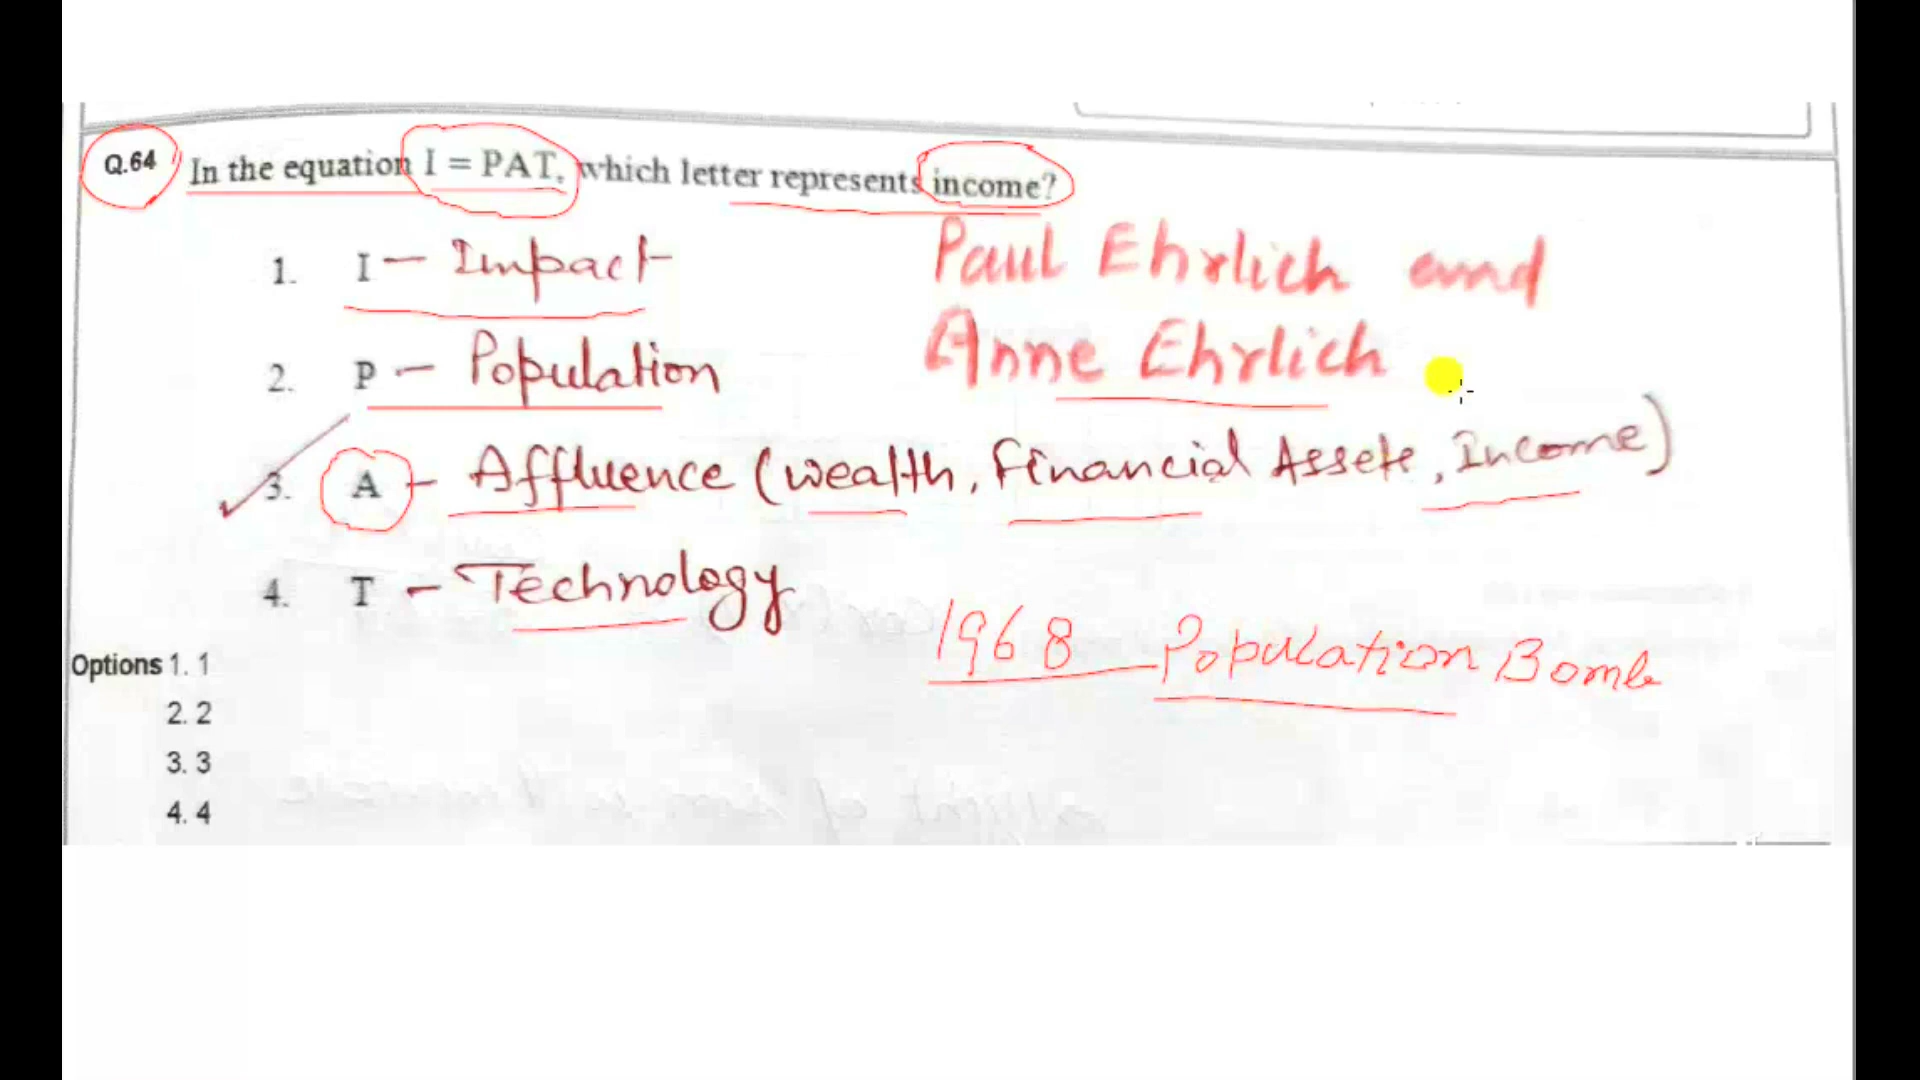 Q.64 In the equation I = PAT, which letter represents income?
1. I – Impact
Paul Ehrlich and
2. P – Population
Anne Ehrlich
3. A – Affluence (wealth, Financial Assets, Income)
4. T – Technology
1968 – Population Bomb
Options 1. 1
2. 2
3. 3
4. 4